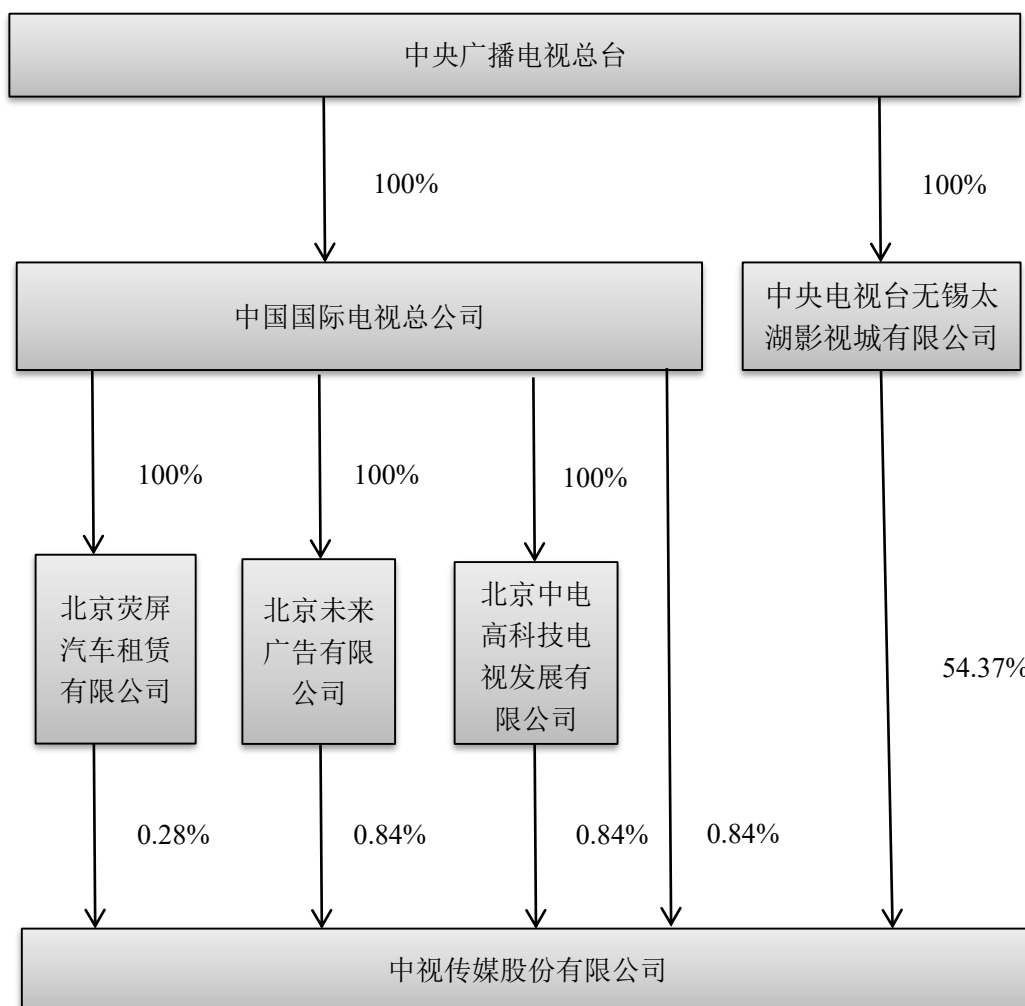 中央广播电视总台
100%
100%
中国国际电视总公司
中央电视台无锡太
湖影视城有限公司
100%
100%
100%
北京荧屏
汽车租赁
有限公司
北京未来
广告有限
公司
北京中电
高科技电
视发展有
限公司
54.37%
0.28%
0.84%
0.84%
0.84%
中视传媒股份有限公司